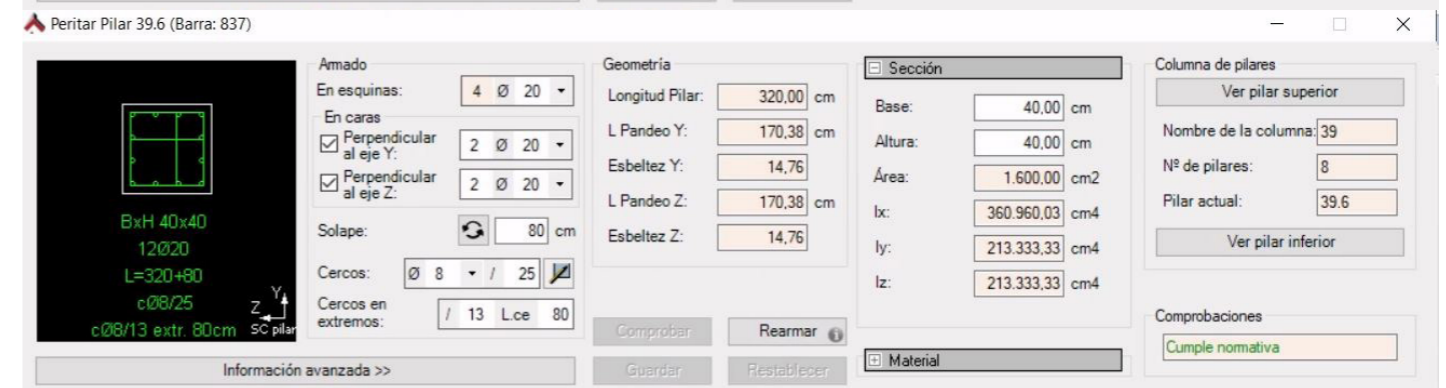 Peritar Pilar 39.6 (Barra: 837)
BxH 40x40
12Ø20
L=320+80
cØ8/25
cØ8/13 extr. 80cm
Y
Z
SC pilar
Información avanzada >>
Armado
En esquinas: 4 Ø 20
En caras
Perpendicular
al eje Y: 2 Ø 20
Perpendicular
al eje Z: 2 Ø 20
Solape: 80 cm
Cercos: Ø 8 / 25
Cercos en
extremos: / 13 L.ce 80
Geometría
Longitud Pilar: 320,00 cm
L Pandeo Y: 170,38 cm
Esbeltez Y: 14,76
L Pandeo Z: 170,38 cm
Esbeltez Z: 14,76
Comprobar Rearmar
Guardar Restablecer
Sección
Base: 40,00 cm
Altura: 40,00 cm
Área: 1.600,00 cm2
Ix: 360.960,03 cm4
Iy: 213.333,33 cm4
Iz: 213.333,33 cm4
Material
Columna de pilares
Ver pilar superior
Nombre de la columna: 39
Nº de pilares: 8
Pilar actual: 39.6
Ver pilar inferior
Comprobaciones
Cumple normativa